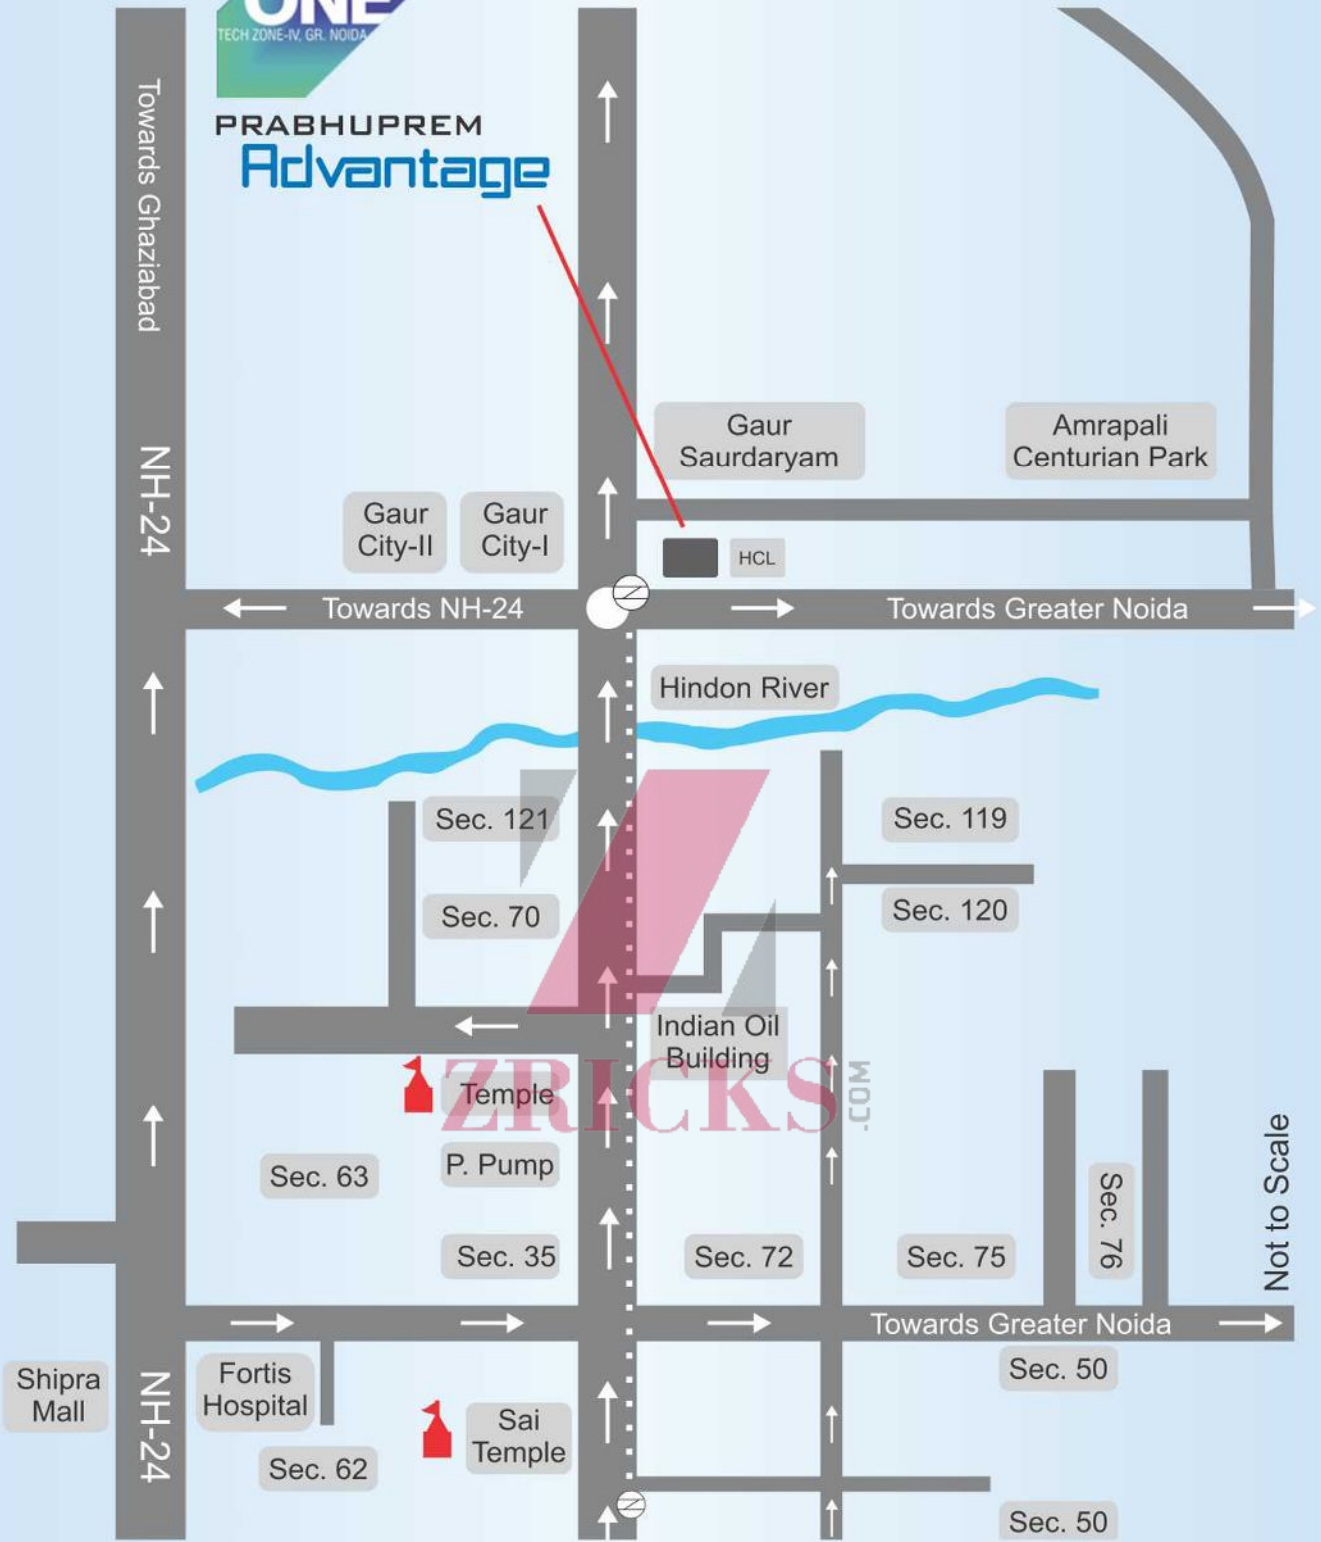 ONE
TECH ZONE-IV, GR. NOIDA
PRABHUPREM
Advantage
Towards Ghaziabad
NH-24
Gaur
Saurdaryam
Amrapali
Centurian Park
Gaur
City-II
Gaur
City-I
HCL
Towards NH-24
Towards Greater Noida
Hindon River
Sec. 121
Sec. 119
Sec. 70
Sec. 120
Indian Oil
Building
Temple
ZRICKS
.COM
P. Pump
Sec. 63
Sec. 35
Sec. 72
Sec. 75
Sec. 76
Not to Scale
Towards Greater Noida
Shipra
Mall
NH-24
Fortis
Hospital
Sec. 50
Sai
Temple
Sec. 62
Sec. 50